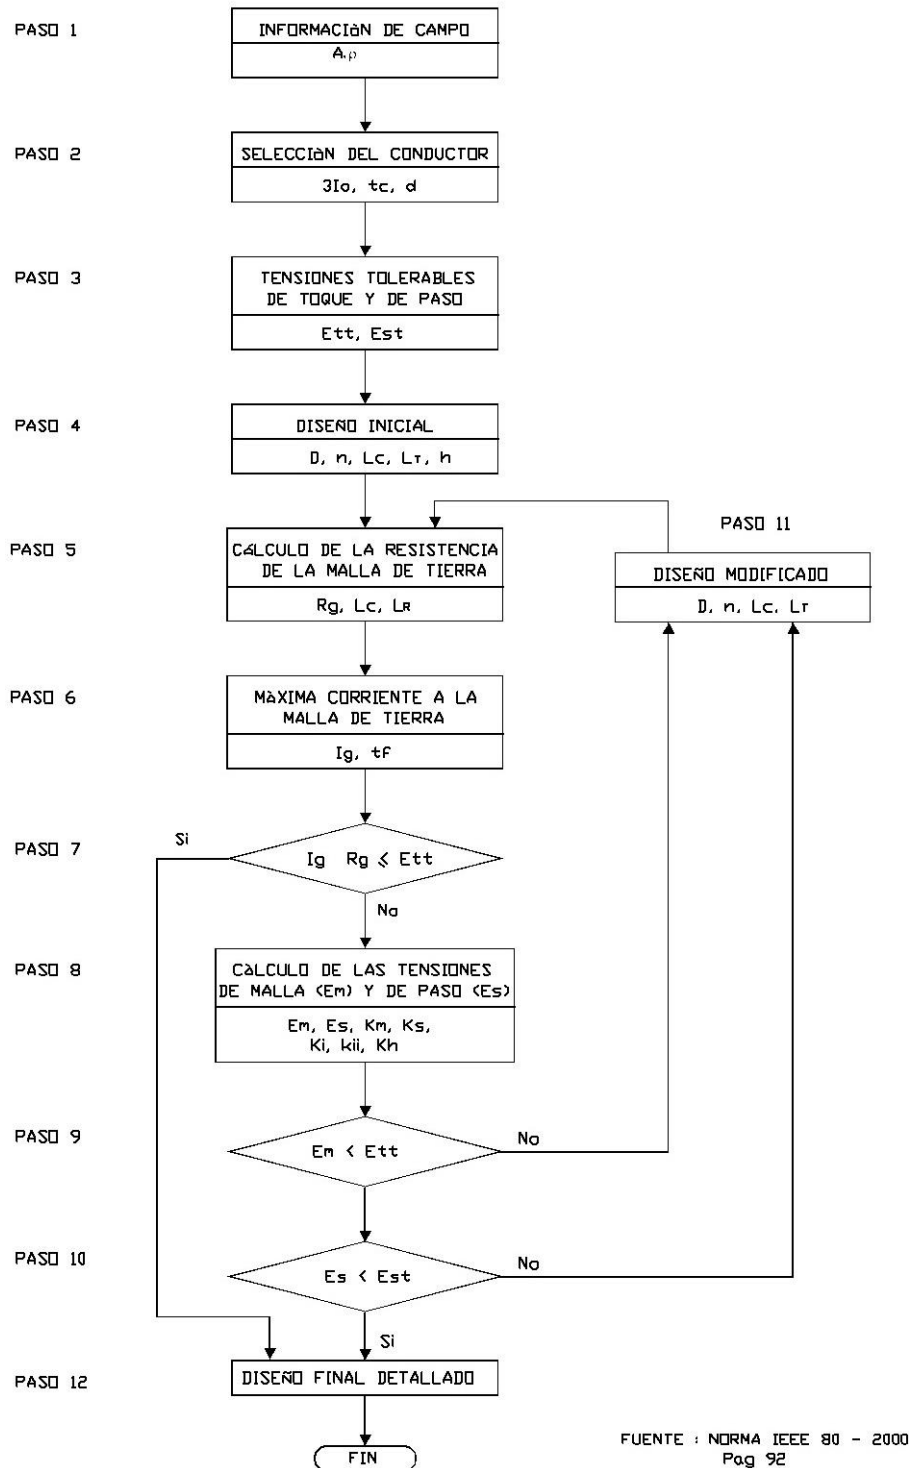 PASO 1
INFORMACIàN DE CAMPO
A,ρ
PASO 2
SELECCIàN DEL CONDUCTOR
3Io, tc, d
PASO 3
TENSIONES TOLERABLES
DE TOQUE Y DE PASO
Ett, Est
PASO 4
DISEÑO INICIAL
D, n, Lc, LT, h
PASO 5
CáLCULO DE LA RESISTENCIA
DE LA MALLA DE TIERRA
Rg, Lc, LR
PASO 11
DISEÑO MODIFICADO
D, n, Lc, LT
PASO 6
MàXIMA CORRIENTE A LA
MALLA DE TIERRA
Ig, tf
PASO 7
Si
Ig Rg ⩽ Ett
No
PASO 8
CàLCULO DE LAS TENSIONES
DE MALLA (Em) Y DE PASO (Es)
Em, Es, Km, Ks,
Ki, kii, Kh
PASO 9
Em < Ett
No
PASO 10
Es < Est
No
Si
PASO 12
DISEÑO FINAL DETALLADO
FIN
FUENTE : NORMA IEEE 80 - 2000
Pag 92